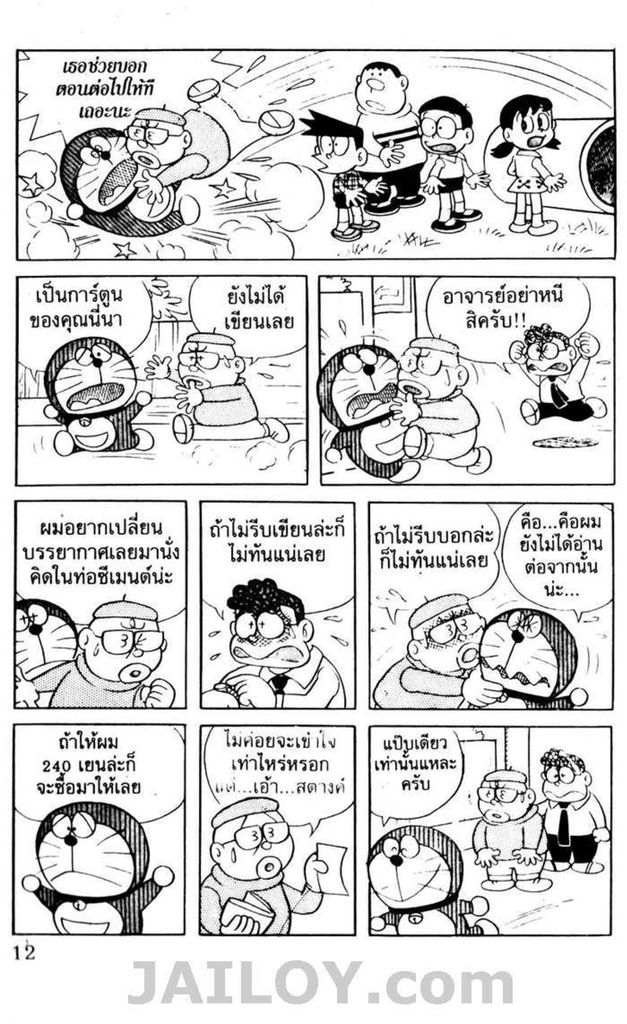 เธอช่วยบอก
ตอนต่อไปให้ที
เถอะนะ
เป็นการ์ตูน
ของคุณนี่นา
ยังไม่ได้
เขียนเลย
อาจารย์อย่าหนี
สิครับ!!
ผมอยากเปลี่ยน
บรรยากาศเลยมานั่ง
คิดในท่อซีเมนต์น่ะ
ถ้าไม่รีบเขียนล่ะก็
ไม่ทันแน่เลย
ถ้าไม่รีบบอกล่ะ
ก็ไม่ทันแน่เลย
คือ...คือผม
ยังไม่ได้อ่าน
ต่อจากนั้น
น่ะ...
ถ้าให้ผม
240 เยนล่ะก็
จะซื้อมาให้เลย
ไม่ค่อยจะเข้าใจ
เท่าไหร่หรอก
แต่...เอ้า...สตางค์
แป๊บเดียว
เท่านั้นแหละ
ครับ
12
JAILOY.com